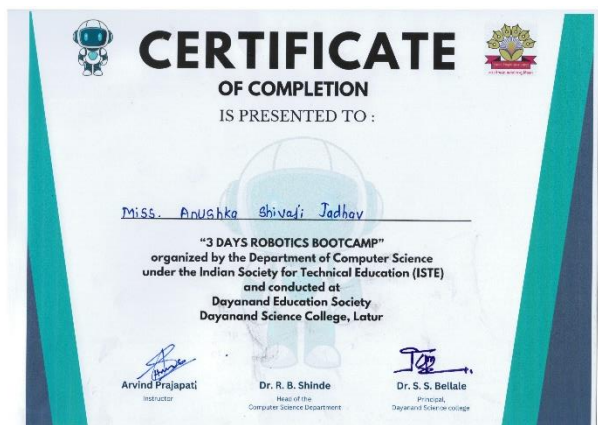 CERTIFICATE
OF COMPLETION
IS PRESENTED TO :
Miss. Anushka Shivaji Jadhav
“3 DAYS ROBOTICS BOOTCAMP”
organized by the Department of Computer Science
under the Indian Society for Technical Education (ISTE)
and conducted at
Dayanand Education Society
Dayanand Science College, Latur
Arvind Prajapati
Instructor
Dr. R. B. Shinde
Head of the
Computer Science Department
Dr. S. S. Bellale
Principal,
Dayanand Science college